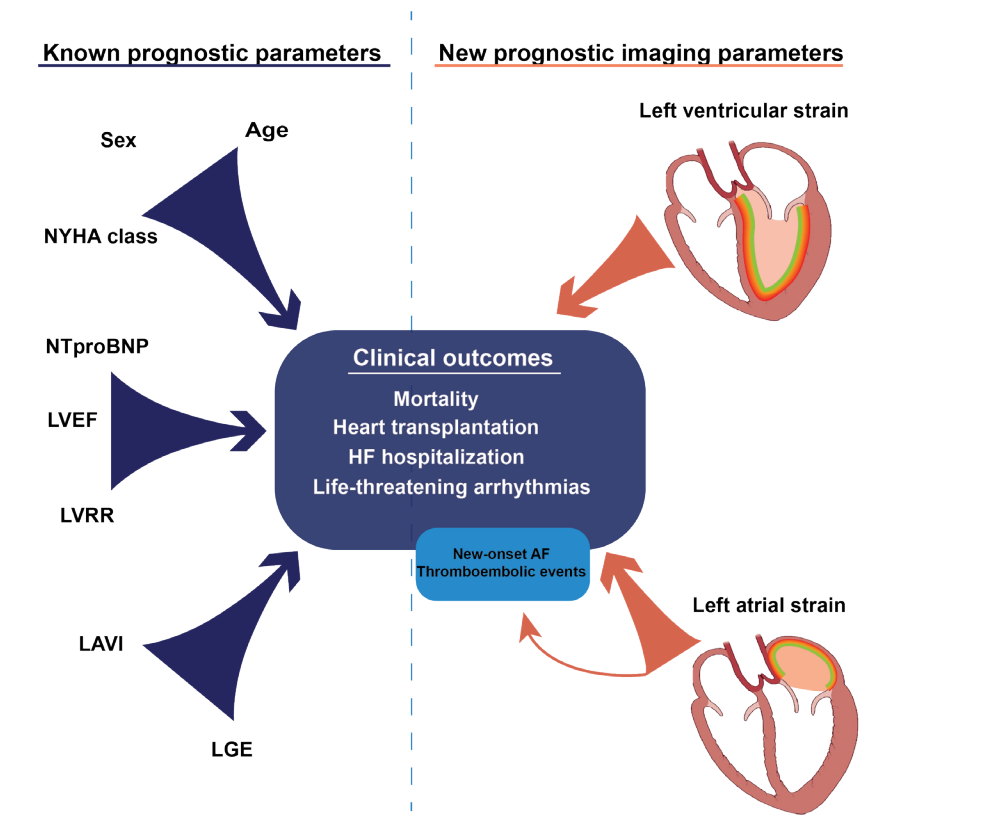 Known prognostic parameters
Sex
Age
NYHA class
NTproBNP
LVEF
LVRR
LAVI
LGE
New prognostic imaging parameters
Left ventricular strain
Clinical outcomes
Mortality
Heart transplantation
HF hospitalization
Life-threatening arrhythmias
New-onset AF
Thromboembolic events
Left atrial strain